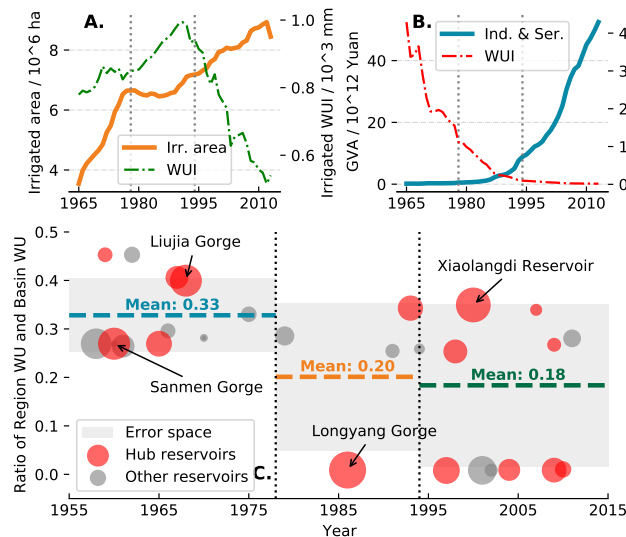 A.
Irrigated area / 10^6 ha
8
6
4
1.0
0.8
0.6
Irrigated WUI / 10^3 mm
Irr. area
WUI
1965 1978 1995 2010
B.
GVA / 10^12 Yuan
40
20
0
4
3
2
1
0
Ind. & Ser.
WUI
1965 1978 1995 2010
Ratio of Region WU and Basin WU
0.5
0.4
0.3
0.2
0.1
0.0
Liujia Gorge
Mean: 0.33
Sanmen Gorge
Xiaolangdi Reservoir
Mean: 0.20
Mean: 0.18
Longyang Gorge
Error space
Hub reservoirs
Other reservoirs
C.
1955 1965 1975 1985 1995 2005 2015
Year